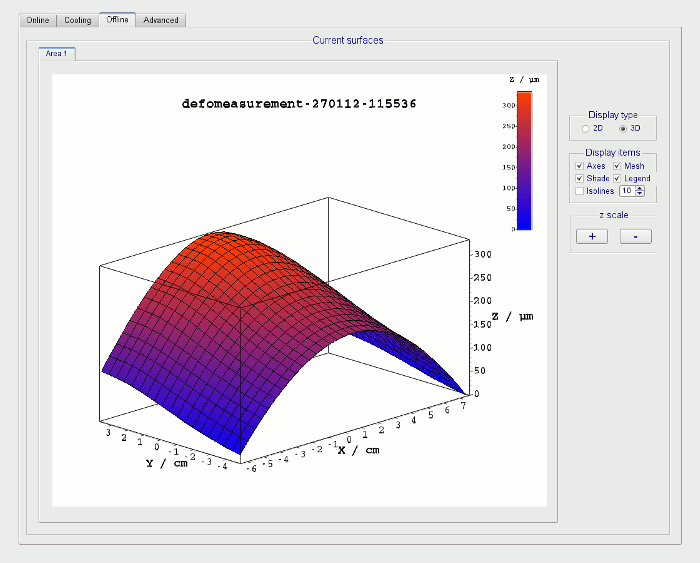 Online Cooling Offline Advanced
Current surfaces
Area 1
Z / µm
defomeasurement-270112-115536
300
250
200
150
100
50
0
Display type
2D 3D
Display items
Axes Mesh
Shade Legend
Isolines 10
z scale
+ -
300
250
200
150
100
50
0
Z / µm
3 2 1 0 -1 -2 -3 -4
Y / cm
-6 -5 -4 -3 -2 -1 0 1 2 3 4 5 6 7
X / cm